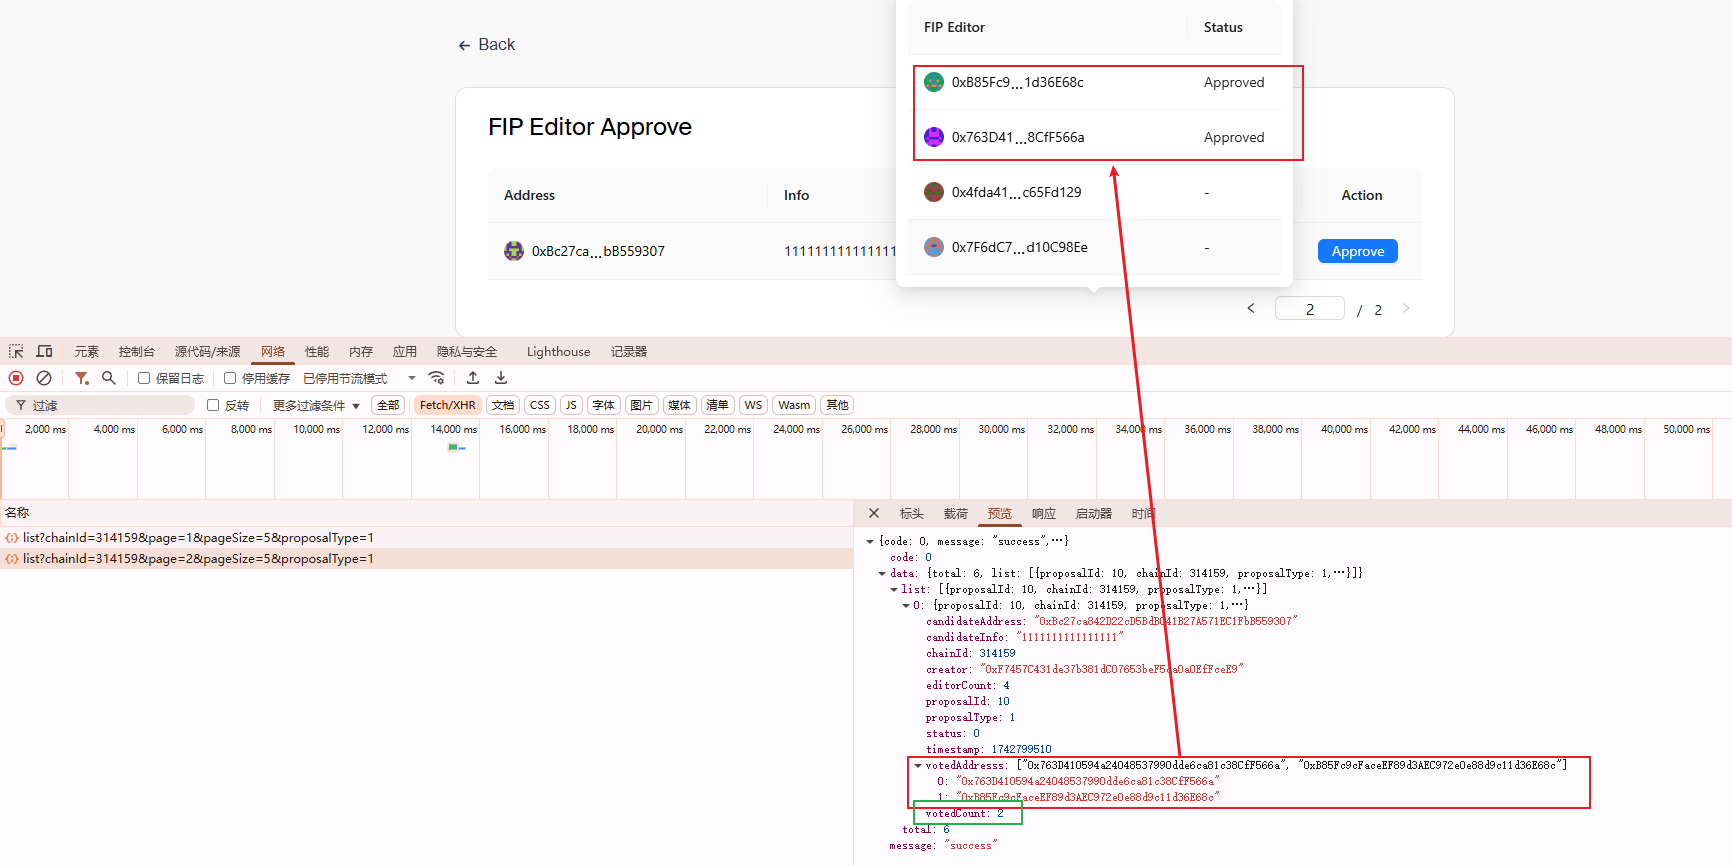 FIP Editor Status
← Back
0xB85Fc9...1d36E68c Approved
FIP Editor Approve
0x763D41...8CfF566a Approved
Address Info Action
0x4fda41...c65Fd129 -
0xBc27ca...bB559307 1111111111111111 Approve
0x7F6dC7...d10C98Ee -
< 2 / 2 >
元素 控制台 源代码/来源 网络 性能 内存 应用 隐私与安全 Lighthouse 记录器
保留日志 停用缓存 已停用节流模式
过滤 反转 更多过滤条件 全部 Fetch/XHR 文档 CSS JS 字体 图片 媒体 清单 WS Wasm 其他
2,000 ms 4,000 ms 6,000 ms 8,000 ms 10,000 ms 12,000 ms 14,000 ms 16,000 ms 18,000 ms 20,000 ms 22,000 ms 24,000 ms 26,000 ms 28,000 ms 30,000 ms 32,000 ms 34,000 ms 36,000 ms 38,000 ms 40,000 ms 42,000 ms 44,000 ms 46,000 ms 48,000 ms 50,000 ms
名称
list?chainId=314159&page=1&pageSize=5&proposalType=1
list?chainId=314159&page=2&pageSize=5&proposalType=1
标头 载荷 预览 响应 启动器 时间
{code: 0, message: "success",…}
code: 0
data: {total: 6, list: [{proposalId: 10, chainId: 314159, proposalType: 1,…}]}
list: [{proposalId: 10, chainId: 314159, proposalType: 1,…}]
0: {proposalId: 10, chainId: 314159, proposalType: 1,…}
candidateAddress: "0xBc27ca842D22cD5BdB041B27A571EC1FbB559307"
candidateInfo: "1111111111111111"
chainId: 314159
creator: "0xF7457C431de37b381dC07653beF5da0a0EfFceE9"
editorCount: 4
proposalId: 10
proposalType: 1
status: 0
timestamp: 1742799510
votedAddresss: ["0x763D410594a24048537990dde6ca81c38CfF566a", "0xB85Fc9cFaceEF89d3AEC972e0e88d9c11d36E68c"]
0: "0x763D410594a24048537990dde6ca81c38CfF566a"
1: "0xB85Fc9cFaceEF89d3AEC972e0e88d9c11d36E68c"
votedCount: 2
total: 6
message: "success"